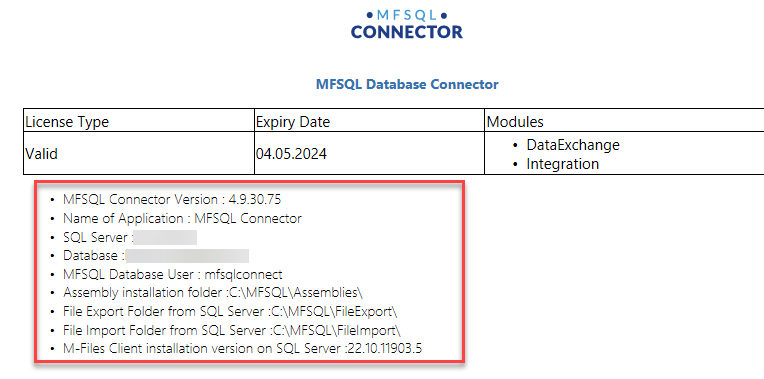 MFSQL
CONNECTOR
MFSQL Database Connector
License Type Expiry Date Modules
Valid 04.05.2024
• DataExchange
• Integration
• MFSQL Connector Version : 4.9.30.75
• Name of Application : MFSQL Connector
• SQL Server :
• Database :
• MFSQL Database User : mfsqlconnect
• Assembly installation folder :C:\MFSQL\Assemblies\
• File Export Folder from SQL Server :C:\MFSQL\FileExport\
• File Import Folder from SQL Server :C:\MFSQL\FileImport\
• M-Files Client installation version on SQL Server :22.10.11903.5